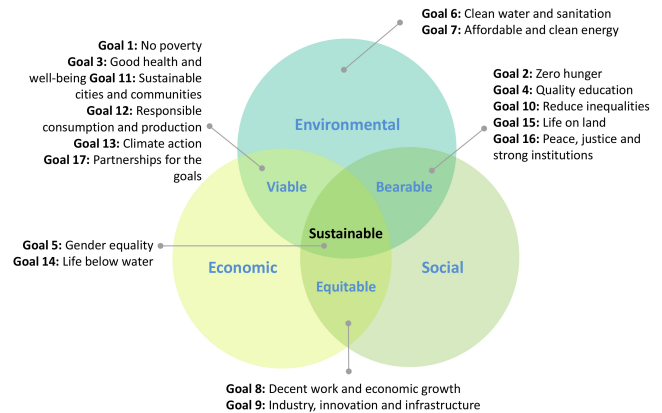 Goal 6: Clean water and sanitation
Goal 7: Affordable and clean energy
Goal 1: No poverty
Goal 3: Good health and
well-being Goal 11: Sustainable
cities and communities
Goal 12: Responsible
consumption and production
Goal 13: Climate action
Goal 17: Partnerships for the
goals
Goal 2: Zero hunger
Goal 4: Quality education
Goal 10: Reduce inequalities
Goal 15: Life on land
Goal 16: Peace, justice and
strong institutions
Environmental
Viable
Bearable
Sustainable
Goal 5: Gender equality
Goal 14: Life below water
Economic
Social
Equitable
Goal 8: Decent work and economic growth
Goal 9: Industry, innovation and infrastructure